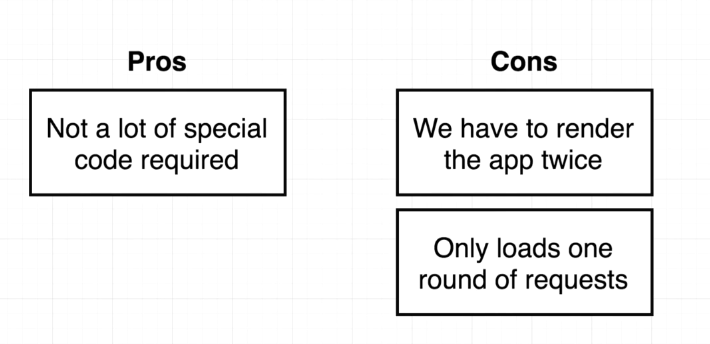 Pros
Not a lot of special
code required
Cons
We have to render
the app twice
Only loads one
round of requests